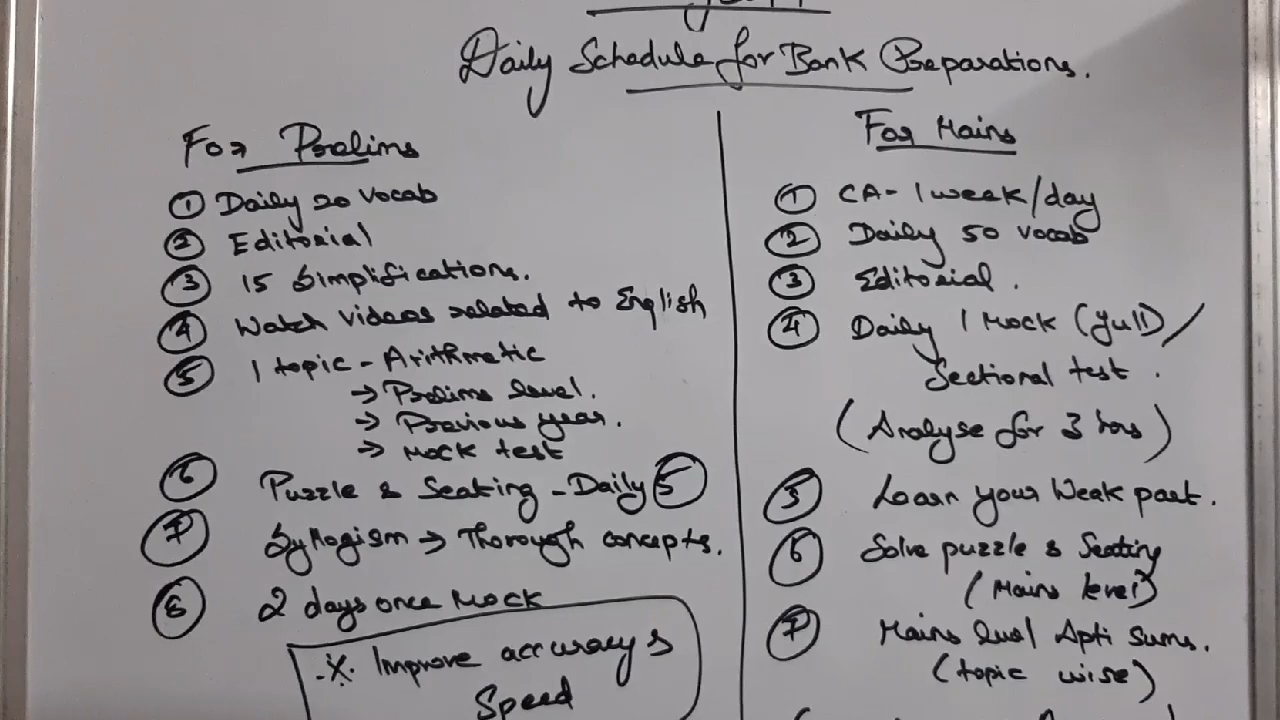 Daily Schedule for Bank Preparations.
For Prelims
① Daily 20 Vocab
② Editorial
③ 15 Simplifications.
④ Watch videos related to English
⑤ 1 topic - Arithmetic
→ Prelims level.
→ Previous year.
→ Mock test
⑥ Puzzle & Seating - Daily ⑤
⑦ Syllogism → Thorough concepts.
⑧ 2 days once Mock
※ Improve accuracy &
Speed
For Mains
① CA - 1 week/day
② Daily 50 vocab
③ Editorial.
④ Daily 1 Mock (full) /
Sectional test.
(Analyse for 3 hrs)
⑤ Learn your Weak part.
⑥ Solve puzzle & Seating
(Mains level)
⑦ Mains level Apti Sums.
(topic wise)